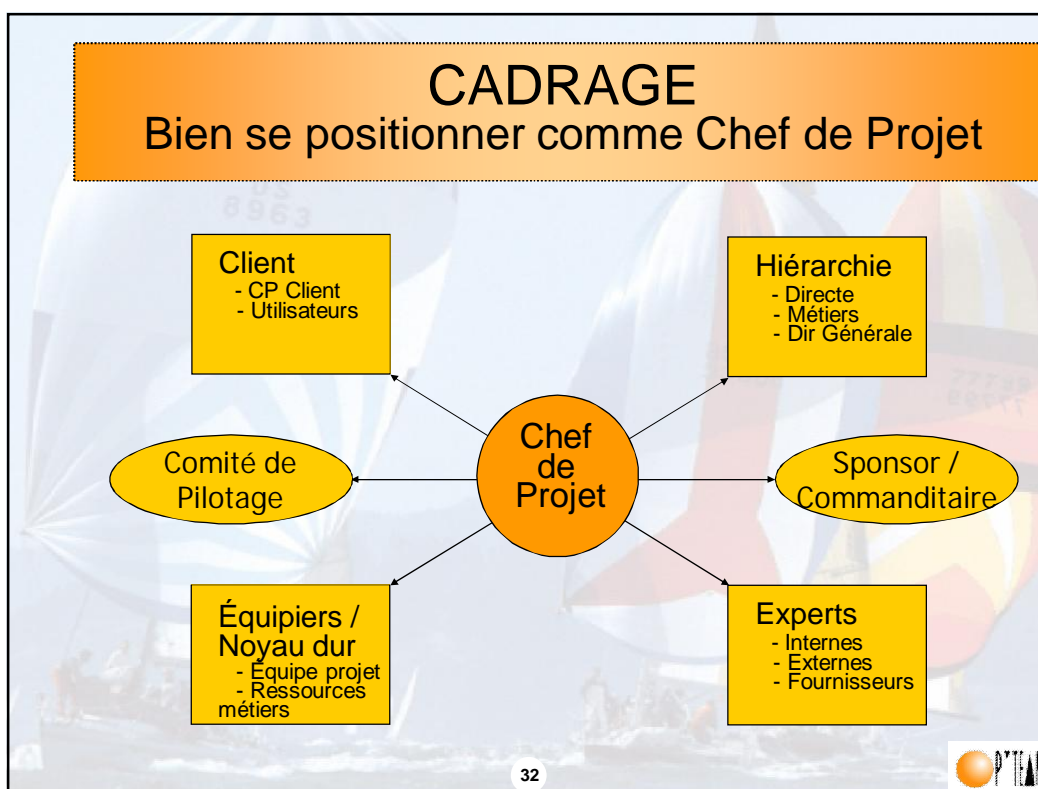 CADRAGE
Bien se positionner comme Chef de Projet
8963
Client
- CP Client
- Utilisateurs
Hiérarchie
- Directe
- Métiers
- Dir Générale
Chef
de
Projet
Comité de
Pilotage
Sponsor /
Commanditaire
Équipiers /
Noyau dur
- Équipe projet
- Ressources
métiers
Experts
- Internes
- Externes
- Fournisseurs
32